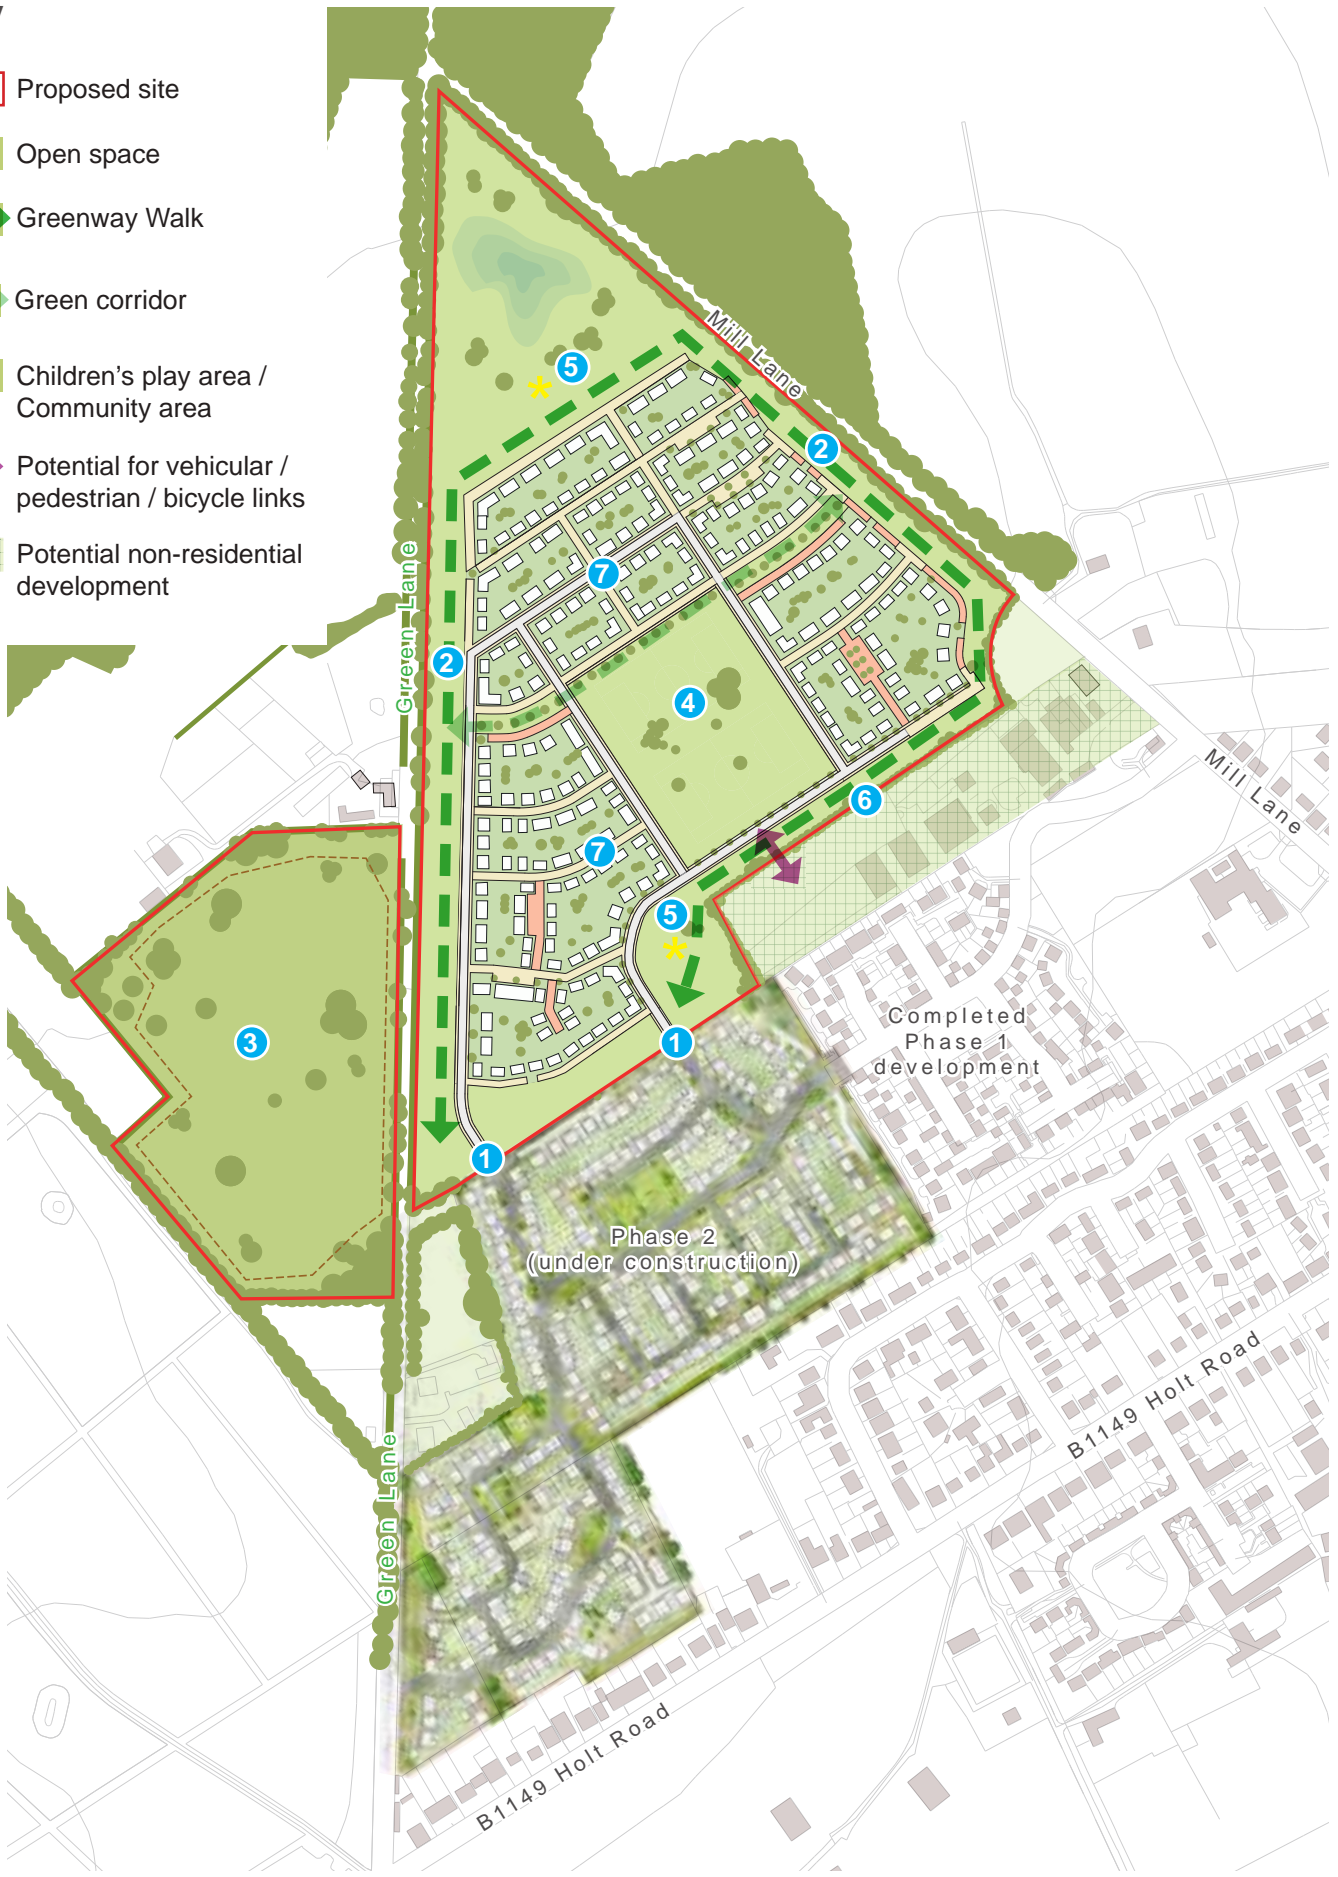 Proposed site
Open space
Greenway Walk
Green corridor
Children's play area /
Community area
Potential for vehicular /
pedestrian / bicycle links
Potential non-residential
development
Mill Lane
5
2
Green Lane
7
2
4
Mill Lane
6
7
5
3
1
Completed
Phase 1
development
1
Phase 2
(under construction)
B1149 Holt Road
Green Lane
B1149 Holt Road